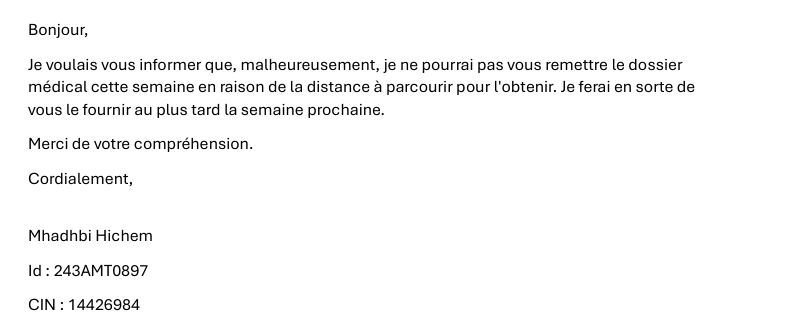 Bonjour,
Je voulais vous informer que, malheureusement, je ne pourrai pas vous remettre le dossier
médical cette semaine en raison de la distance à parcourir pour l'obtenir. Je ferai en sorte de
vous le fournir au plus tard la semaine prochaine.
Merci de votre compréhension.
Cordialement,
Mhadhbi Hichem
Id : 243AMT0897
CIN : 14426984